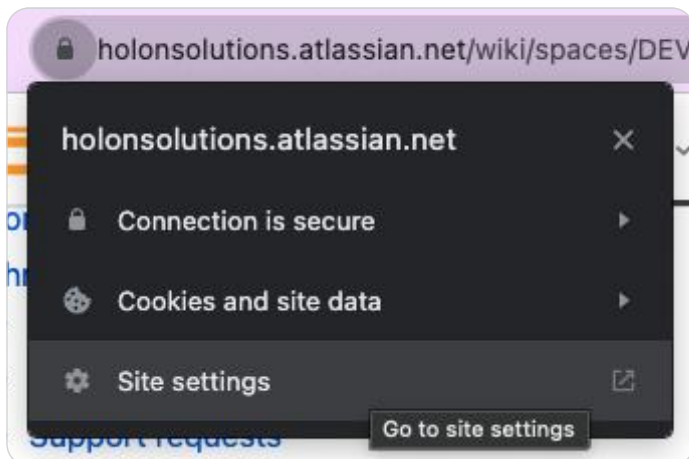 holonsolutions.atlassian.net/wiki/spaces/DEV
holonsolutions.atlassian.net
Connection is secure
Cookies and site data
Site settings
Go to site settings
Support requests